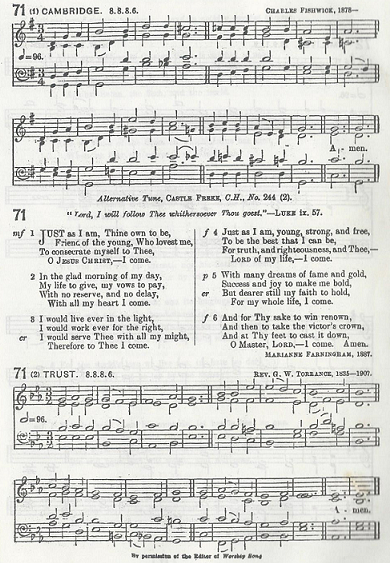 71 (1) CAMBRIDGE. 8.8.8.6. CHARLES FISHWICK, 1878—
=96.
A - men.
Alternative Tune, CASTLE FREKE, C.H., No. 244 (2).
71 "Lord, I will follow Thee whithersoever Thou goest."—LUKE ix. 57.
mf 1 JUST as I am, Thine own to be,
Friend of the young, Who lovest me,
To consecrate myself to Thee,
O JESUS CHRIST,—I come.
2 In the glad morning of my day,
My life to give, my vows to pay,
With no reserve, and no delay,
With all my heart I come.
3 I would live ever in the light,
I would work ever for the right,
cr I would serve Thee with all my might,
Therefore to Thee I come.
f 4 Just as I am, young, strong, and free,
To be the best that I can be,
For truth, and righteousness, and Thee,—
LORD of my life,—I come.
p 5 With many dreams of fame and gold,
Success and joy to make me bold,
cr But dearer still my faith to hold,
For my whole life, I come.
f 6 And for Thy sake to win renown,
And then to take the victor's crown,
And at Thy feet to cast it down,
O Master, LORD,—I come. Amen.
MARIANNE FARNINGHAM, 1887.
71 (2) TRUST. 8.8.8.6. REV. G. W. TORRANCE, 1835—1907.
=96.
A - men.
By permission of the Editor of Worship Song